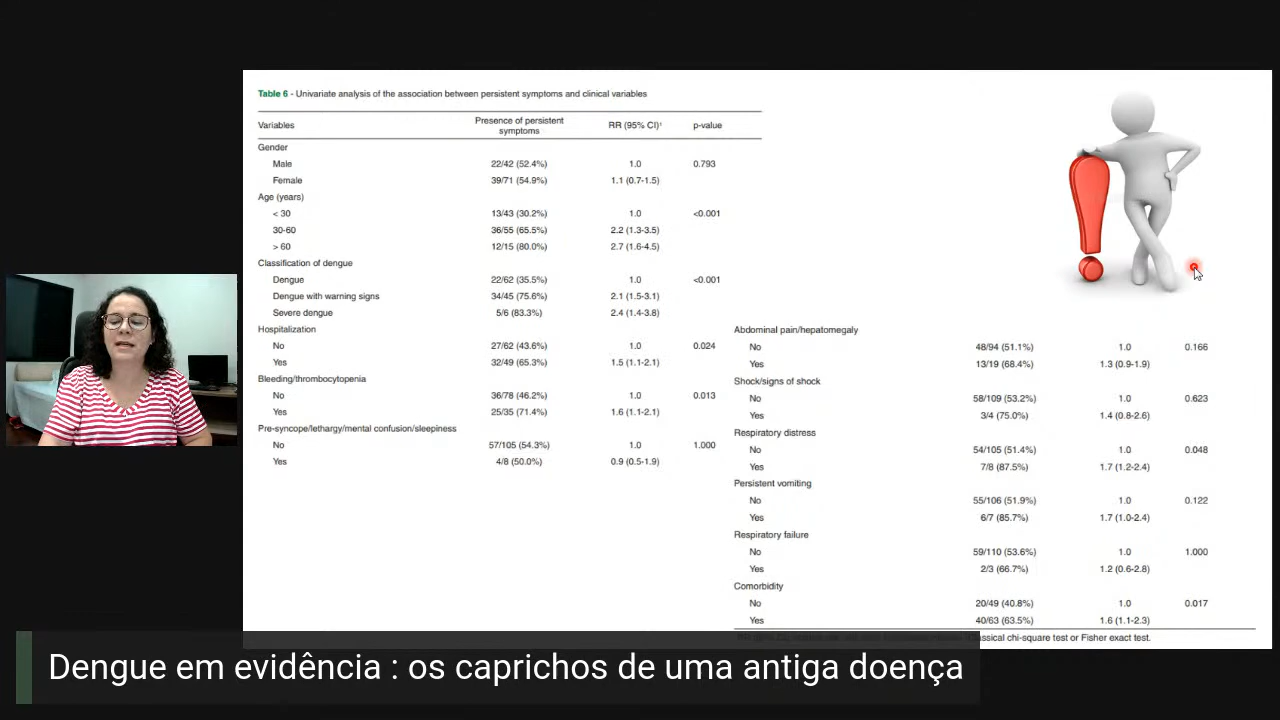 Table 6 - Univariate analysis of the association between persistent symptoms and clinical variables
Variables Presence of persistent symptoms RR (95% CI)¹ p-value
Gender
Male 22/42 (52.4%) 1.0 0.793
Female 39/71 (54.9%) 1.1 (0.7-1.5)
Age (years)
< 30 13/43 (30.2%) 1.0 <0.001
30-60 36/55 (65.5%) 2.2 (1.3-3.5)
> 60 12/15 (80.0%) 2.7 (1.6-4.5)
Classification of dengue
Dengue 22/62 (35.5%) 1.0 <0.001
Dengue with warning signs 34/45 (75.6%) 2.1 (1.5-3.1)
Severe dengue 5/6 (83.3%) 2.4 (1.4-3.8)
Hospitalization
No 27/62 (43.6%) 1.0 0.024
Yes 32/49 (65.3%) 1.5 (1.1-2.1)
Bleeding/thrombocytopenia
No 36/78 (46.2%) 1.0 0.013
Yes 25/35 (71.4%) 1.6 (1.1-2.1)
Pre-syncope/lethargy/mental confusion/sleepiness
No 57/105 (54.3%) 1.0 1.000
Yes 4/8 (50.0%) 0.9 (0.5-1.9)
Abdominal pain/hepatomegaly
No 48/94 (51.1%) 1.0 0.166
Yes 13/19 (68.4%) 1.3 (0.9-1.9)
Shock/signs of shock
No 58/109 (53.2%) 1.0 0.623
Yes 3/4 (75.0%) 1.4 (0.8-2.6)
Respiratory distress
No 54/105 (51.4%) 1.0 0.048
Yes 7/8 (87.5%) 1.7 (1.2-2.4)
Persistent vomiting
No 55/106 (51.9%) 1.0 0.122
Yes 6/7 (85.7%) 1.7 (1.0-2.4)
Respiratory failure
No 59/110 (53.6%) 1.0 1.000
Yes 2/3 (66.7%) 1.2 (0.6-2.8)
Comorbidity
No 20/49 (40.8%) 1.0 0.017
Yes 40/63 (63.5%) 1.6 (1.1-2.3)
Classical chi-square test or Fisher exact test.
Dengue em evidência : os caprichos de uma antiga doença